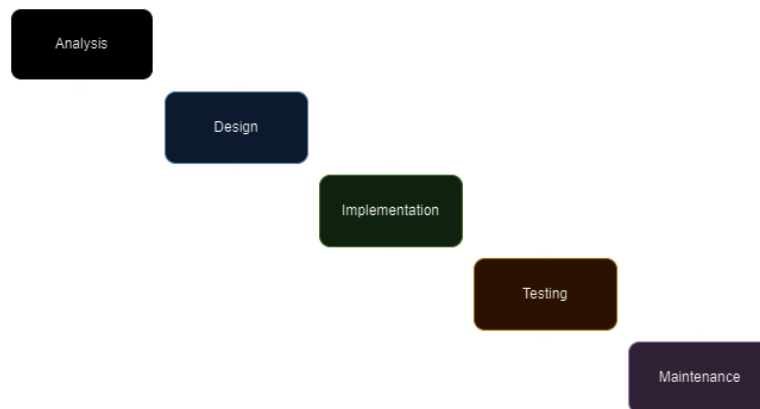 Analysis
Design
Implementation
Testing
Maintenance